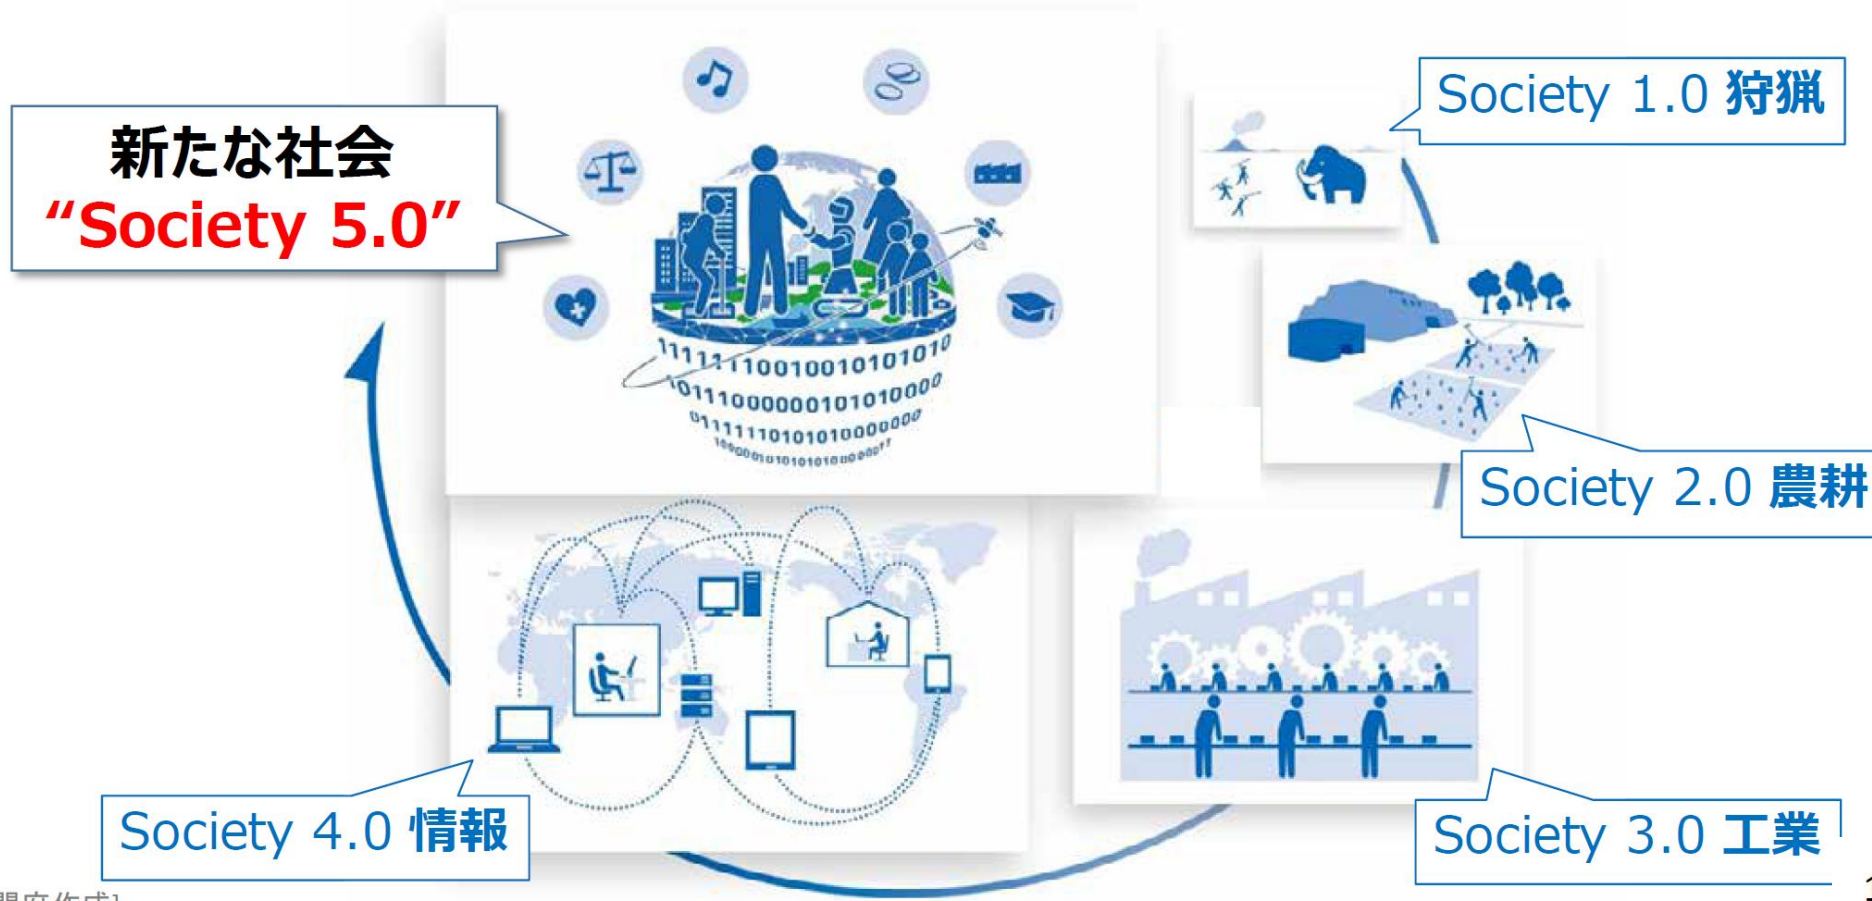 新たな社会
“Society 5.0”
Society 1.0 狩猟
Society 2.0 農耕
Society 3.0 工業
Society 4.0 情報